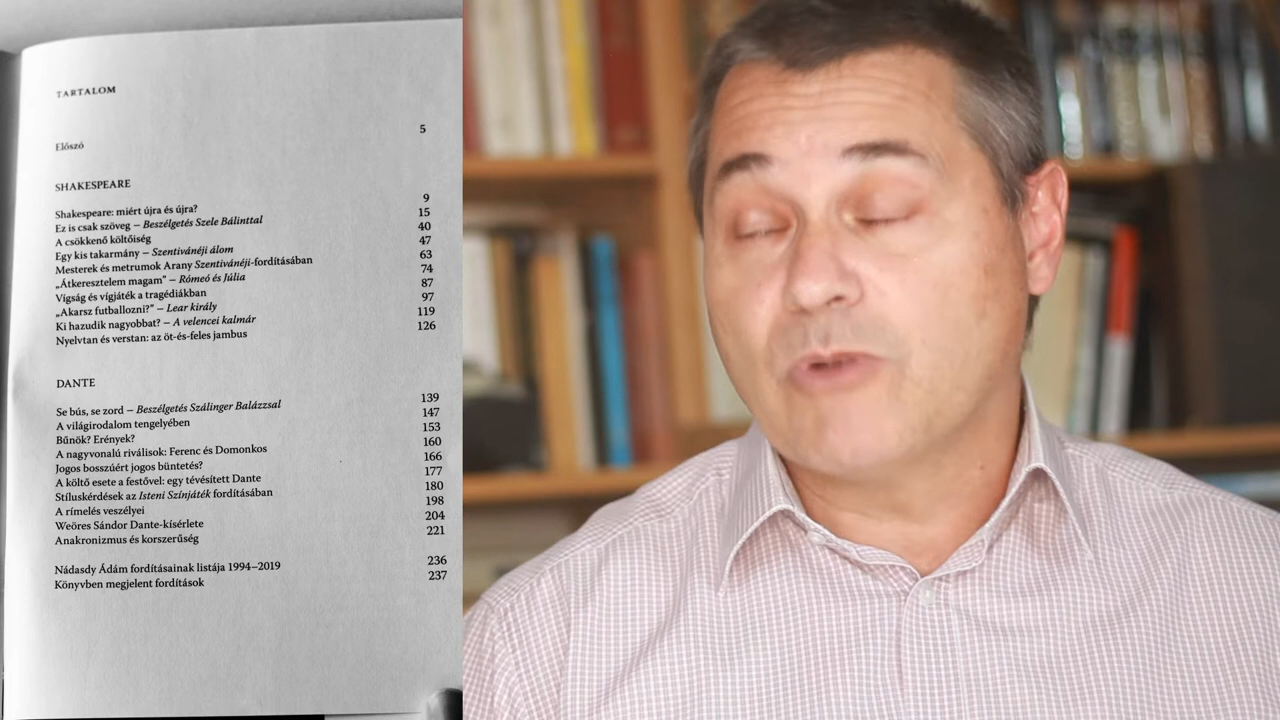 TARTALOM
Előszó 5
SHAKESPEARE
Shakespeare: miért újra és újra? 9
Ez is csak szöveg – Beszélgetés Szele Bálinttal 15
A csökkenő költőiség 40
Egy kis takarmány – Szentivánéji álom 47
Mesterek és metrumok Arany Szentivánéji-fordításában 63
„Átkeresztelem magam” – Rómeó és Júlia 74
Vígság és vígjáték a tragédiákban 87
„Akarsz futballozni?” – Lear király 97
Ki hazudik nagyobbat? – A velencei kalmár 119
Nyelvtan és verstan: az öt-és-feles jambus 126
DANTE
Se bús, se zord – Beszélgetés Szálinger Balázzsal 139
A világirodalom tengelyében 147
Bűnök? Erények? 153
A nagyvonalú riválisok: Ferenc és Domonkos 160
Jogos bosszúért jogos büntetés? 166
A költő esete a festővel: egy tévésített Dante 177
Stíluskérdések az Isteni Színjáték fordításában 180
A rímelés veszélyei 198
Weöres Sándor Dante-kísérlete 204
Anakronizmus és korszerűség 221
Nádasdy Ádám fordításainak listája 1994–2019 236
Könyvben megjelent fordítások 237